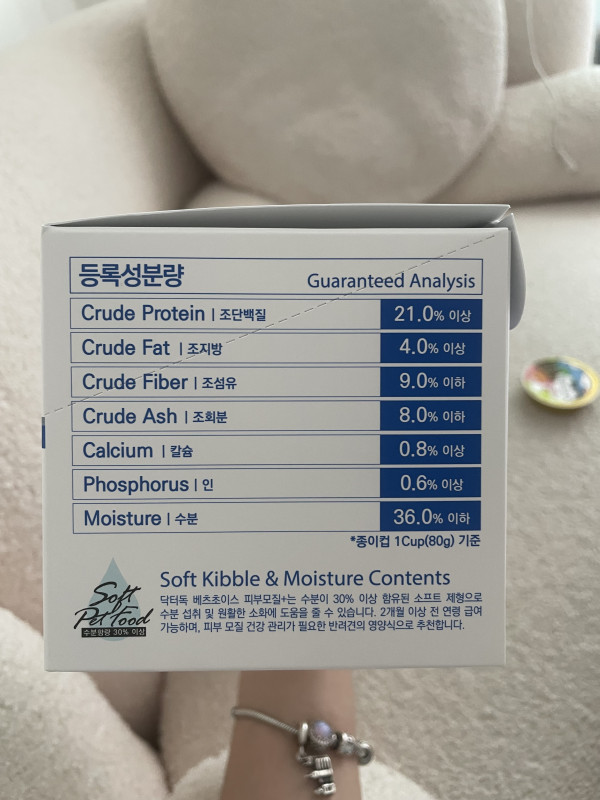 등록성분량 Guaranteed Analysis
Crude Protein | 조단백질 21.0% 이상
Crude Fat | 조지방 4.0% 이상
Crude Fiber | 조섬유 9.0% 이하
Crude Ash | 조회분 8.0% 이하
Calcium | 칼슘 0.8% 이상
Phosphorus | 인 0.6% 이상
Moisture | 수분 36.0% 이하
*종이컵 1Cup(80g) 기준
Soft Pet Food
수분함량 30% 이상
Soft Kibble & Moisture Contents
닥터독 베츠초이스 피부모질+는 수분이 30% 이상 함유된 소프트 제형으로
수분 섭취 및 원활한 소화에 도움을 줄 수 있습니다. 2개월 이상 전 연령 급여
가능하며, 피부 모질 건강 관리가 필요한 반려견의 영양식으로 추천합니다.